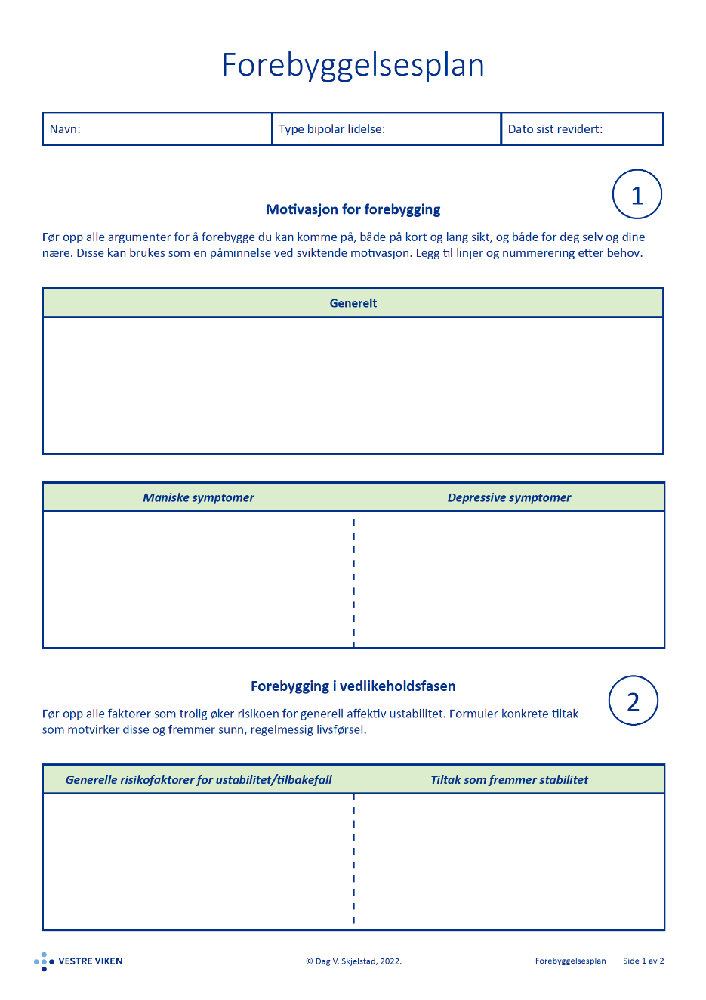 Forebyggelsesplan
Navn:
Type bipolar lidelse:
Dato sist revidert:
1
Motivasjon for forebygging
Før opp alle argumenter for å forebygge du kan komme på, både på kort og lang sikt, og både for deg selv og dine
nære. Disse kan brukes som en påminnelse ved sviktende motivasjon. Legg til linjer og nummerering etter behov.
Generelt
Maniske symptomer
Depressive symptomer
Forebygging i vedlikeholdsfasen
2
Før opp alle faktorer som trolig øker risikoen for generell affektiv ustabilitet. Formuler konkrete tiltak
som motvirker disse og fremmer sunn, regelmessig livsførsel.
Generelle risikofaktorer for ustabilitet/tilbakefall
Tiltak som fremmer stabilitet
VESTRE VIKEN
© Dag V. Skjelstad, 2022.
Forebyggelsesplan Side 1 av 2